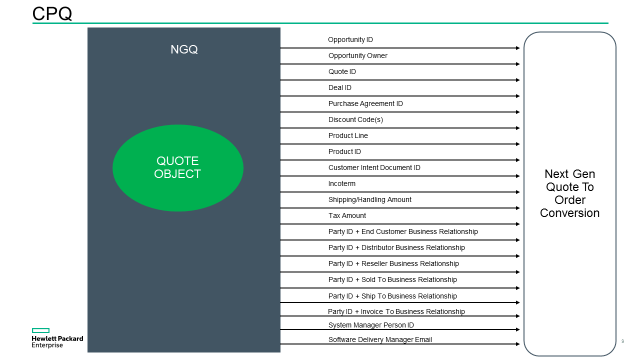 CPQ
NGQ
QUOTE
OBJECT
Opportunity ID
Opportunity Owner
Quote ID
Deal ID
Purchase Agreement ID
Discount Code(s)
Product Line
Product ID
Customer Intent Document ID
Incoterm
Shipping/Handling Amount
Tax Amount
Party ID + End Customer Business Relationship
Party ID + Distributor Business Relationship
Party ID + Reseller Business Relationship
Party ID + Sold To Business Relationship
Party ID + Ship To Business Relationship
Party ID + Invoice To Business Relationship
System Manager Person ID
Software Delivery Manager Email
Next Gen
Quote To
Order
Conversion
Hewlett Packard
Enterprise